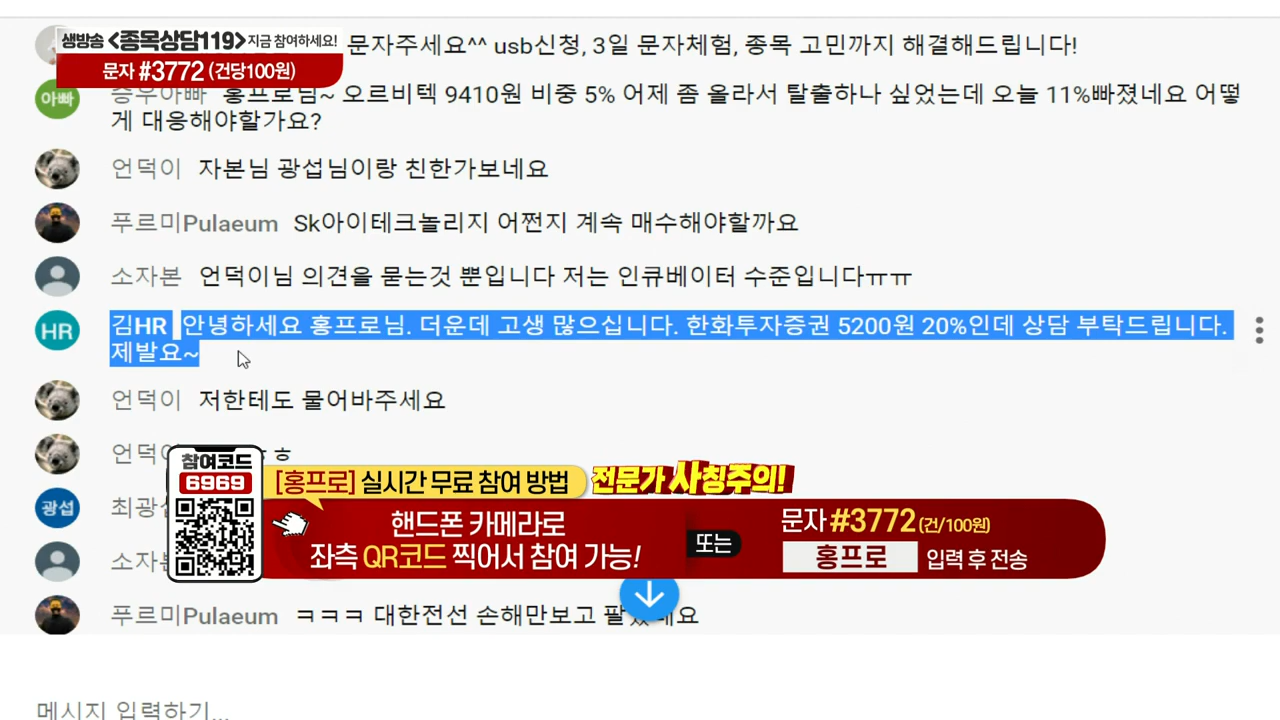 생방송 <종목상담119> 지금 참여하세요!
문자 #3772 (건당100원)
문자주세요^^ usb신청, 3일 문자체험, 종목 고민까지 해결해드립니다!
아빠 승우아빠 홍프로님~ 오르비텍 9410원 비중 5% 어제 좀 올라서 탈출하나 싶었는데 오늘 11%빠졌네요 어떻
게 대응해야할가요?
언덕이 자본님 광섭님이랑 친한가보네요
푸르미Pulaeum Sk아이테크놀리지 어쩐지 계속 매수해야할까요
소자본 언덕이님 의견을 묻는것 뿐입니다 저는 인큐베이터 수준입니다ㅠㅠ
HR 김HR 안녕하세요 홍프로님. 더운데 고생 많으십니다. 한화투자증권 5200원 20%인데 상담 부탁드립니다.
제발요~
언덕이 저한테도 물어바주세요
참여코드
6969
[홍프로] 실시간 무료 참여 방법
전문가 사칭주의!
광섭
핸드폰 카메라로
좌측 QR코드 찍어서 참여 가능!
또는
문자 #3772 (건/100원)
홍프로 입력 후 전송
푸르미Pulaeum ㅋㅋㅋ 대한전선 손해만보고
메시지 입력하기...